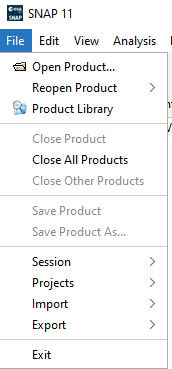 SNAP 11
File Edit View Analysis
Open Product...
Reopen Product
Product Library
Close Product
Close All Products
Close Other Products
Save Product
Save Product As...
Session
Projects
Import
Export
Exit